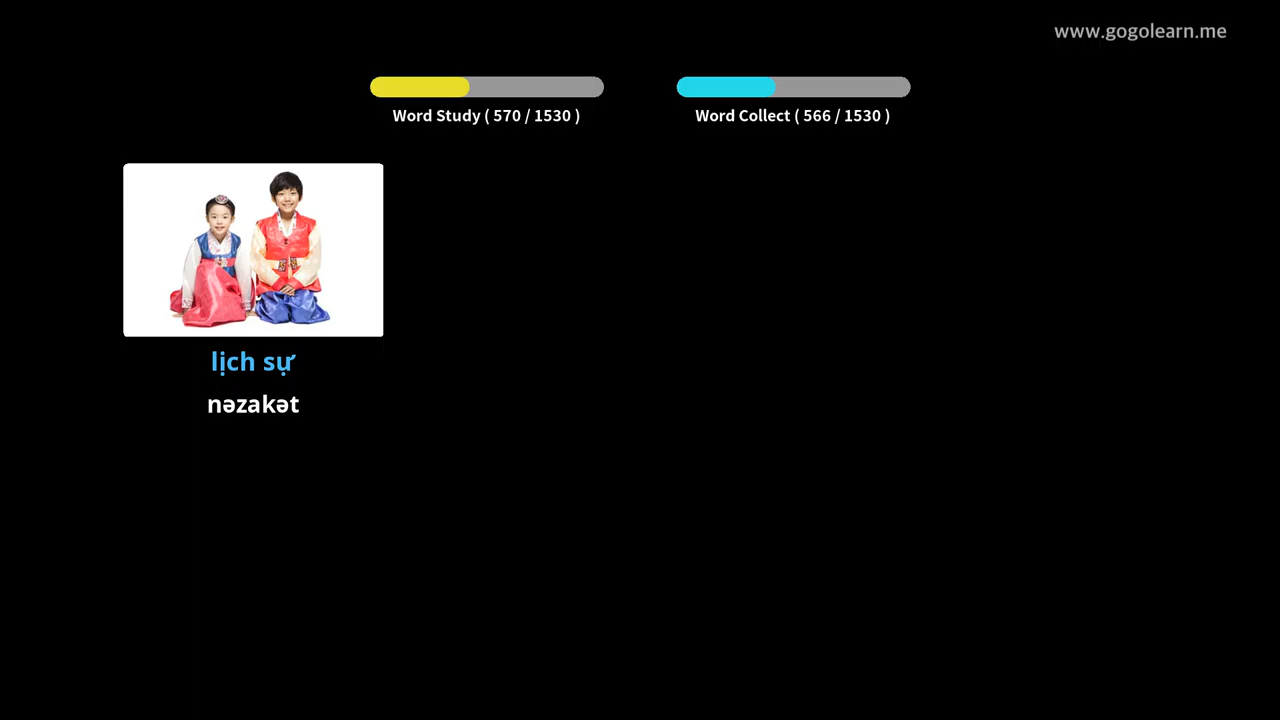 www.gogolearn.me
Word Study ( 570 / 1530 )
Word Collect ( 566 / 1530 )
lịch sự
nəzakət